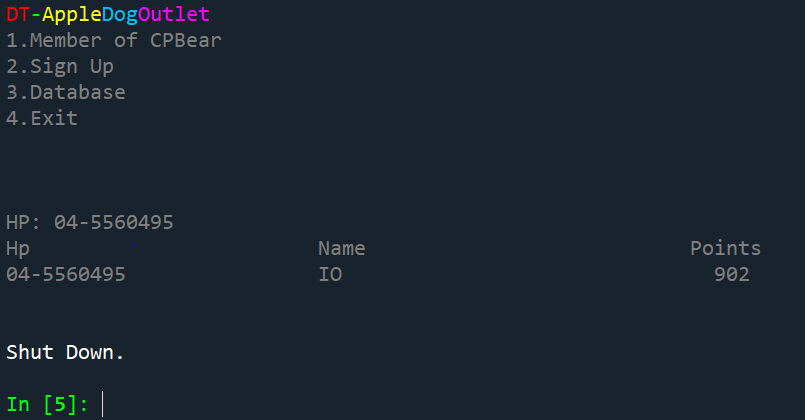 DT-AppleDogOutlet
1.Member of CPBear
2.Sign Up
3.Database
4.Exit
HP: 04-5560495
Hp Name Points
04-5560495 IO 902
Shut Down.
In [5]: